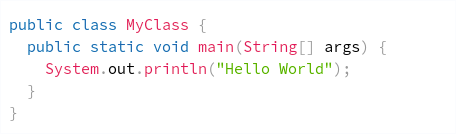 public class MyClass {
  public static void main(String[] args) {
    System.out.println("Hello World");
  }
}